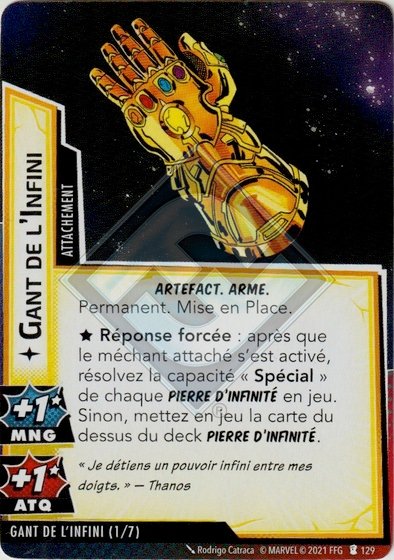 GANT DE L'INFINI
ATTACHEMENT
ARTEFACT. ARME.
Permanent. Mise en Place.
★ Réponse forcée : après que
le méchant attaché s'est activé,
résolvez la capacité « Spécial »
de chaque PIERRE D'INFINITÉ en jeu.
Sinon, mettez en jeu la carte du
dessus du deck PIERRE D'INFINITÉ.
+1★
MNG
« Je détiens un pouvoir infini entre mes
doigts. » — Thanos
+1★
ATQ
GANT DE L'INFINI (1/7)
Rodrigo Catraca © MARVEL © 2021 FFG 129